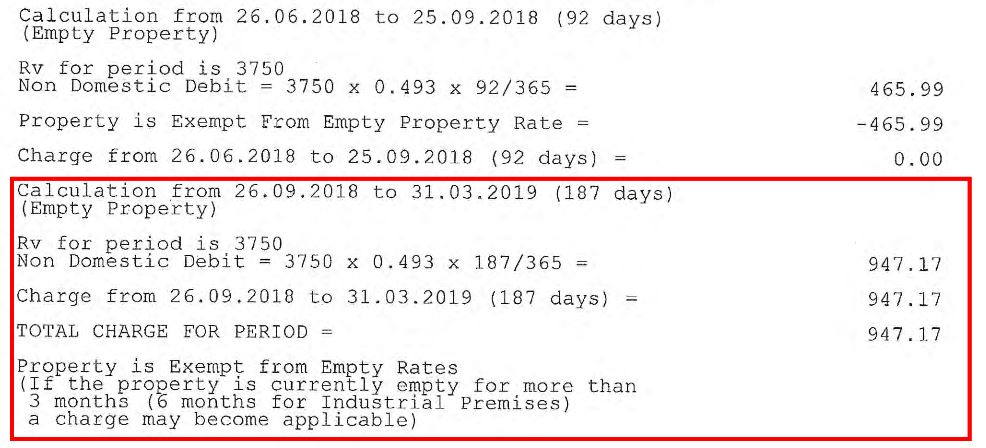 Calculation from 26.06.2018 to 25.09.2018 (92 days)
(Empty Property)
Rv for period is 3750
Non Domestic Debit = 3750 x 0.493 x 92/365 = 465.99
Property is Exempt From Empty Property Rate = -465.99
Charge from 26.06.2018 to 25.09.2018 (92 days) = 0.00
Calculation from 26.09.2018 to 31.03.2019 (187 days)
(Empty Property)
Rv for period is 3750
Non Domestic Debit = 3750 x 0.493 x 187/365 = 947.17
Charge from 26.09.2018 to 31.03.2019 (187 days) = 947.17
TOTAL CHARGE FOR PERIOD = 947.17
Property is Exempt from Empty Rates
(If the property is currently empty for more than
3 months (6 months for Industrial Premises)
a charge may become applicable)